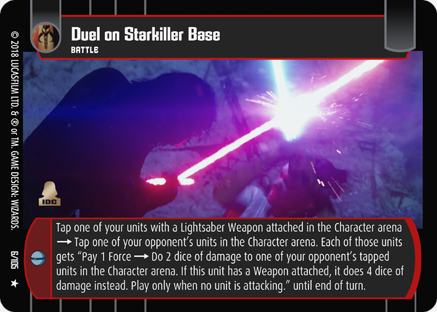 Duel on Starkiller Base
BATTLE
© 2018 LUCASFILM LTD. & ® or TM. GAME DESIGN: WIZARDS.
IDC
Tap one of your units with a Lightsaber Weapon attached in the Character arena
→ Tap one of your opponent's units in the Character arena. Each of those units
gets “Pay 1 Force → Do 2 dice of damage to one of your opponent's tapped
units in the Character arena. If this unit has a Weapon attached, it does 4 dice of
damage instead. Play only when no unit is attacking.” until end of turn.